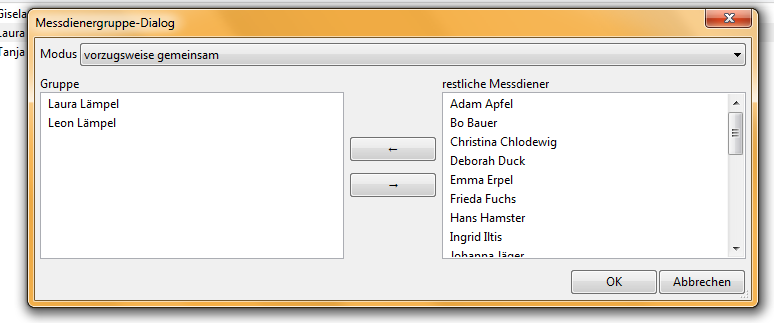 Gisela
Messdienergruppe-Dialog
Laura
Tanja
Modus vorzugsweise gemeinsam
Gruppe
restliche Messdiener
Laura Lämpel
Leon Lämpel
←
→
Adam Apfel
Bo Bauer
Christina Chlodewig
Deborah Duck
Emma Erpel
Frieda Fuchs
Hans Hamster
Ingrid Iltis
Johanna Jäger
OK
Abbrechen